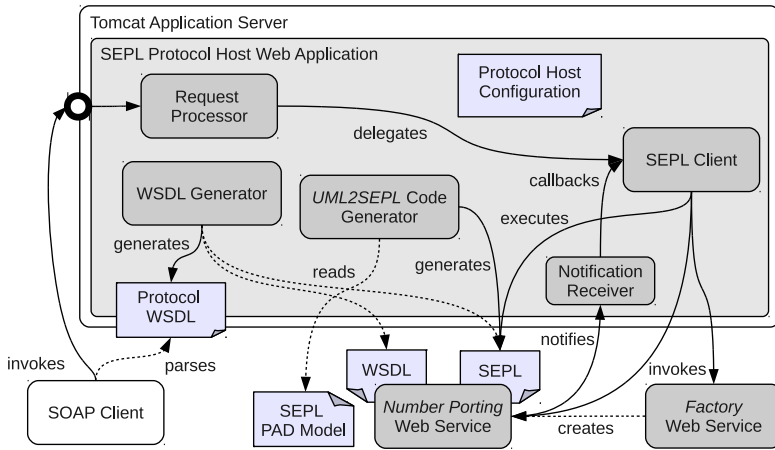 Tomcat Application Server
SEPL Protocol Host Web Application
Protocol Host
Configuration
Request
Processor
delegates
SEPL Client
callbacks
WSDL Generator
UML2SEPL Code
Generator
executes
generates
reads
generates
Notification
Receiver
Protocol
WSDL
notifies
invokes
parses
WSDL
SEPL
invokes
SOAP Client
SEPL
PAD Model
Number Porting
Web Service
creates
Factory
Web Service